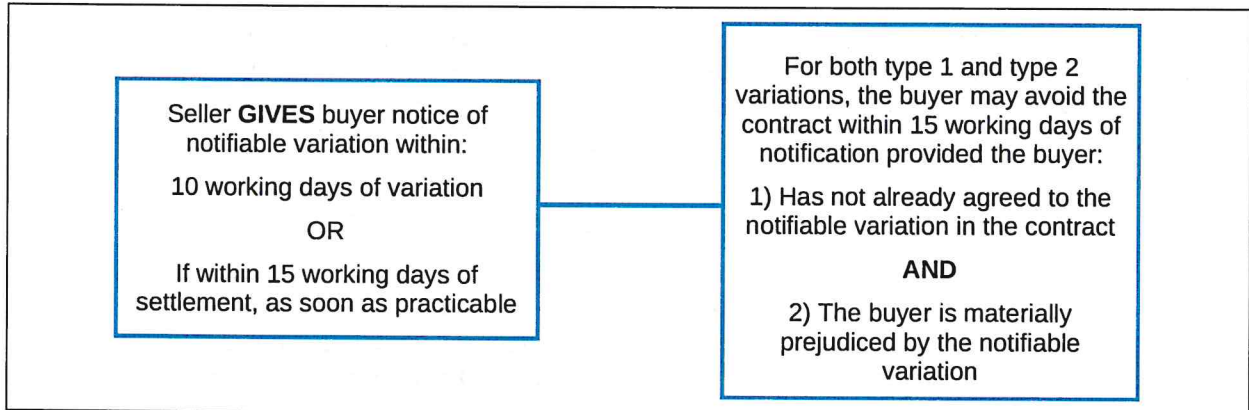 Seller GIVES buyer notice of
notifiable variation within:
10 working days of variation
OR
If within 15 working days of
settlement, as soon as practicable
For both type 1 and type 2
variations, the buyer may avoid the
contract within 15 working days of
notification provided the buyer:
1) Has not already agreed to the
notifiable variation in the contract
AND
2) The buyer is materially
prejudiced by the notifiable
variation